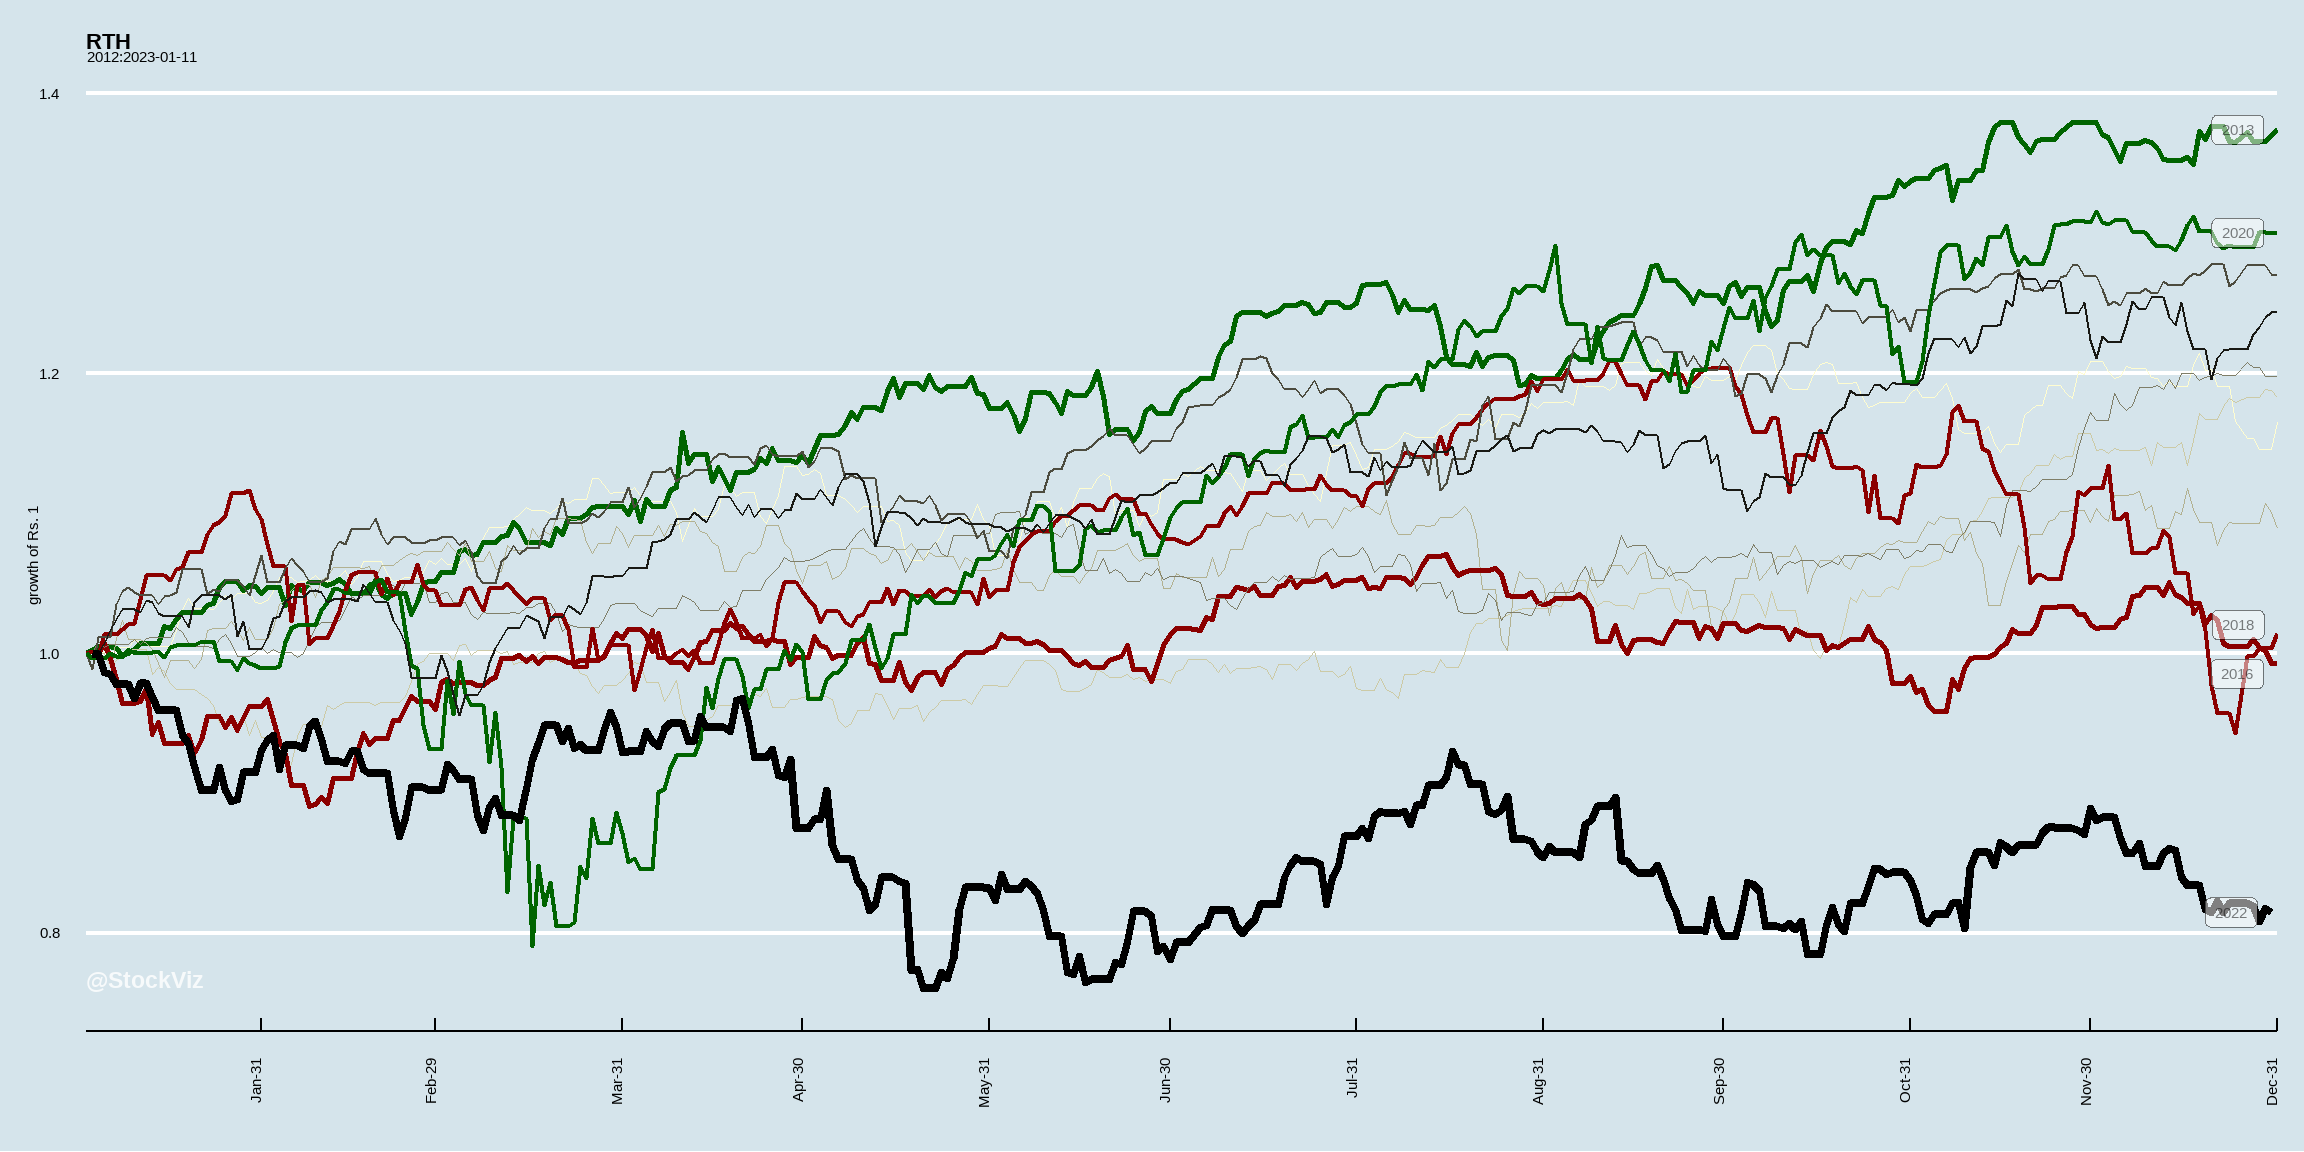 RTH
2012:2023-01-11
1.4
1.2
1.0
0.8
growth of Rs. 1
2013
2020
2018
2016
2022
@StockViz
Jan-31
Feb-29
Mar-31
Apr-30
May-31
Jun-30
Jul-31
Aug-31
Sep-30
Oct-31
Nov-30
Dec-31